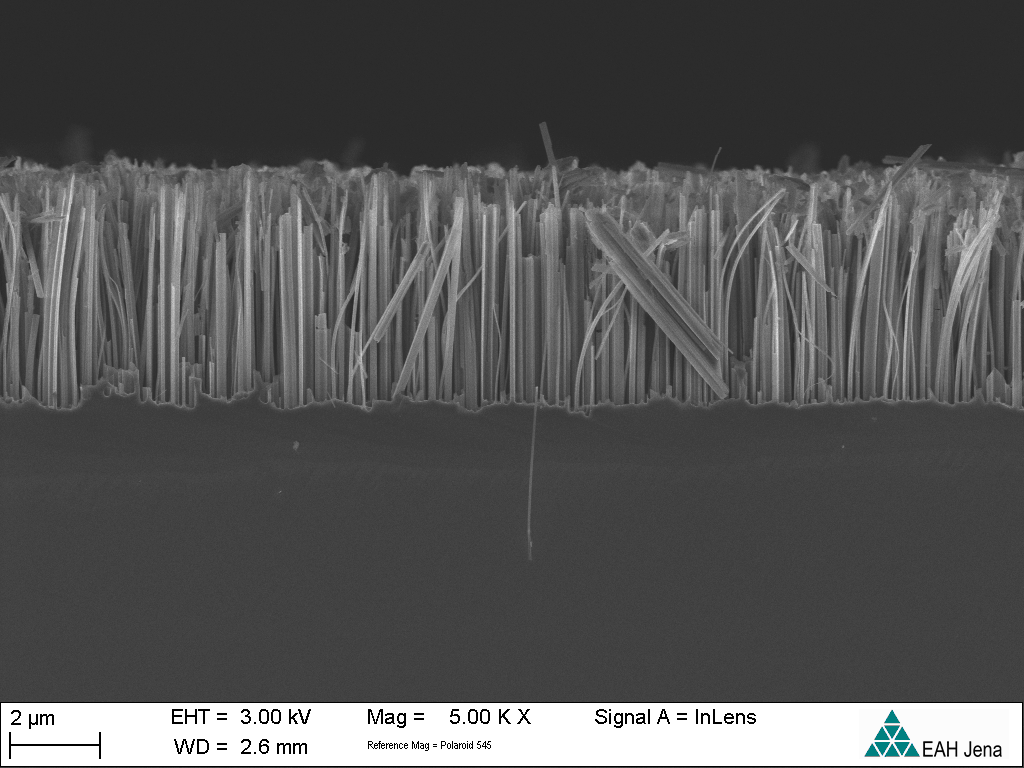 2 µm
EHT = 3.00 kV
Mag = 5.00 K X
Signal A = InLens
WD = 2.6 mm
Reference Mag = Polaroid 545
EAH Jena